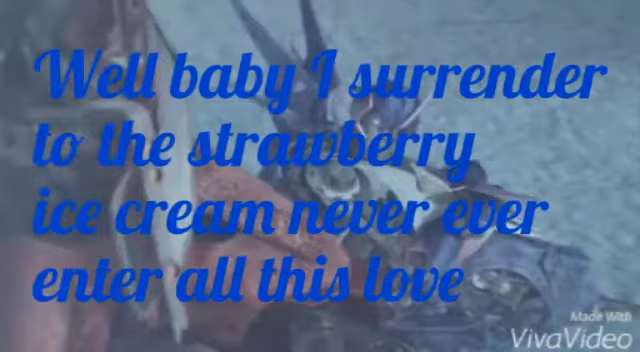 Well baby I surrender
to the strawberry
ice cream never ever
enter all this love
Made With
VivaVideo